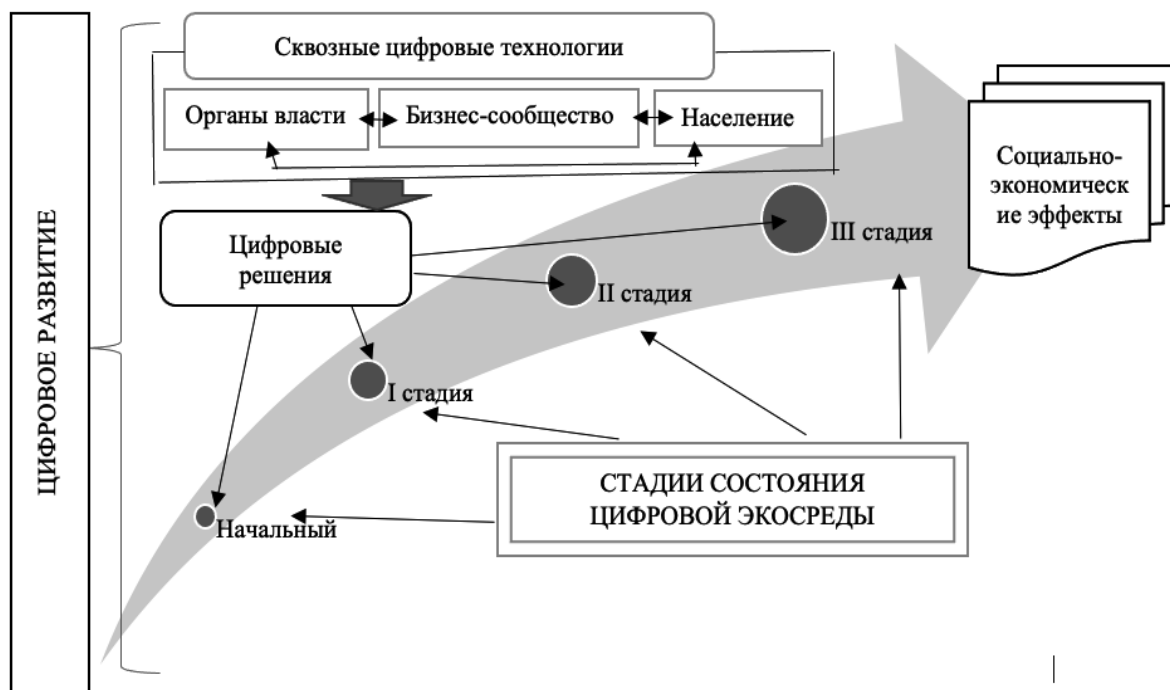 ЦИФРОВОЕ РАЗВИТИЕ
Сквозные цифровые технологии
Органы власти
Бизнес-сообщество
Население
Социально-
экономическ
ие эффекты
Цифровые
решения
III стадия
II стадия
I стадия
СТАДИИ СОСТОЯНИЯ
ЦИФРОВОЙ ЭКОСРЕДЫ
Начальный